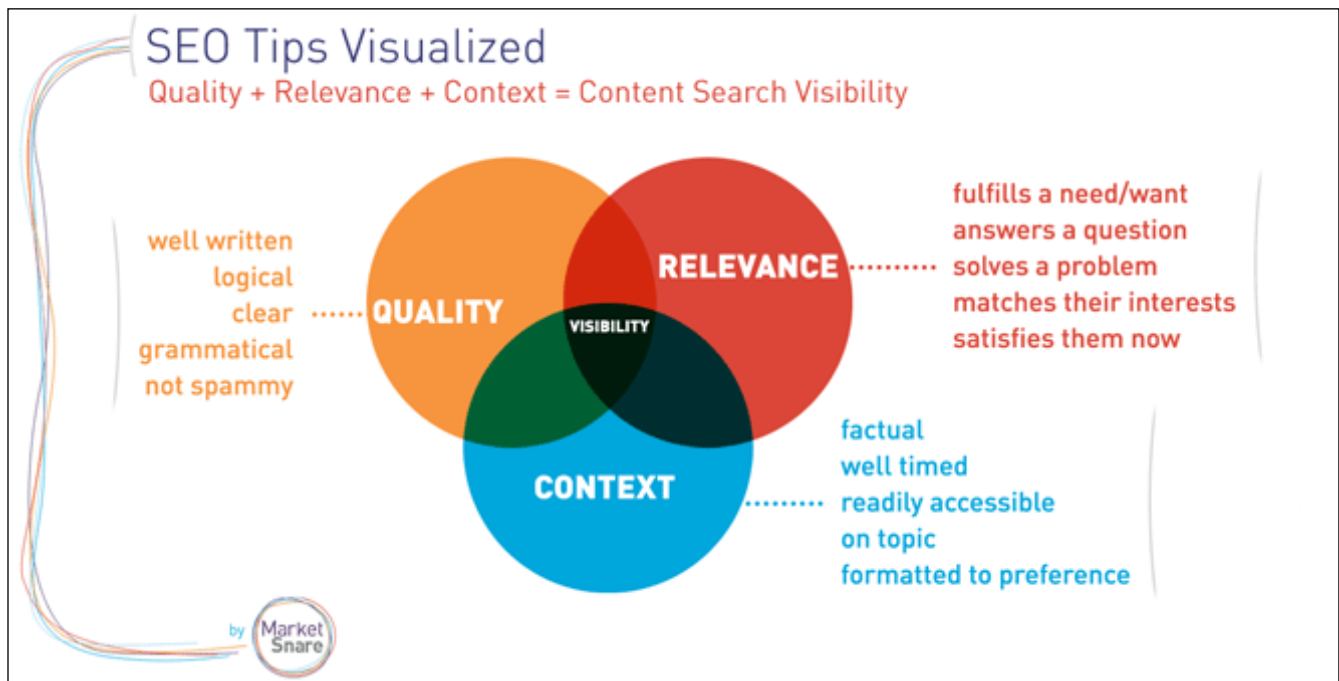 SEO Tips Visualized
Quality + Relevance + Context = Content Search Visibility
well written
logical
clear
grammatical
not spammy
QUALITY
RELEVANCE
VISIBILITY
CONTEXT
fulfills a need/want
answers a question
solves a problem
matches their interests
satisfies them now
factual
well timed
readily accessible
on topic
formatted to preference
by
Market
Snare